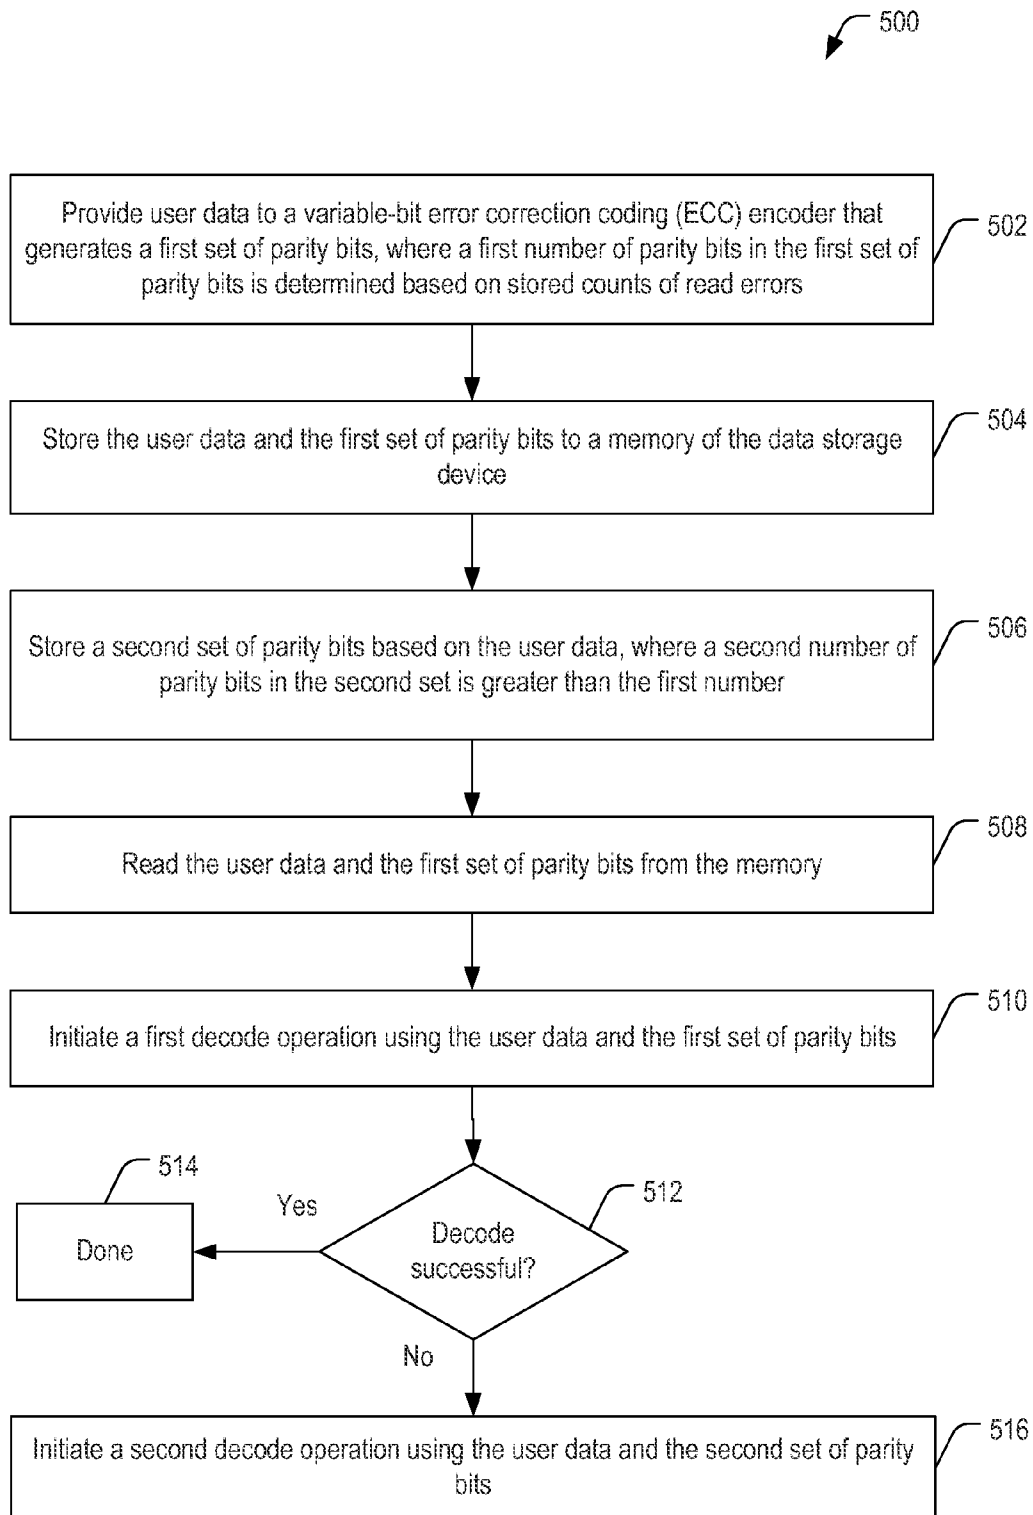 500
Provide user data to a variable-bit error correction coding (ECC) encoder that
generates a first set of parity bits, where a first number of parity bits in the first set of
parity bits is determined based on stored counts of read errors
502
Store the user data and the first set of parity bits to a memory of the data storage
device
504
Store a second set of parity bits based on the user data, where a second number of
parity bits in the second set is greater than the first number
506
Read the user data and the first set of parity bits from the memory
508
Initiate a first decode operation using the user data and the first set of parity bits
510
514
Done
Yes
Decode
successful?
512
No
Initiate a second decode operation using the user data and the second set of parity
bits
516